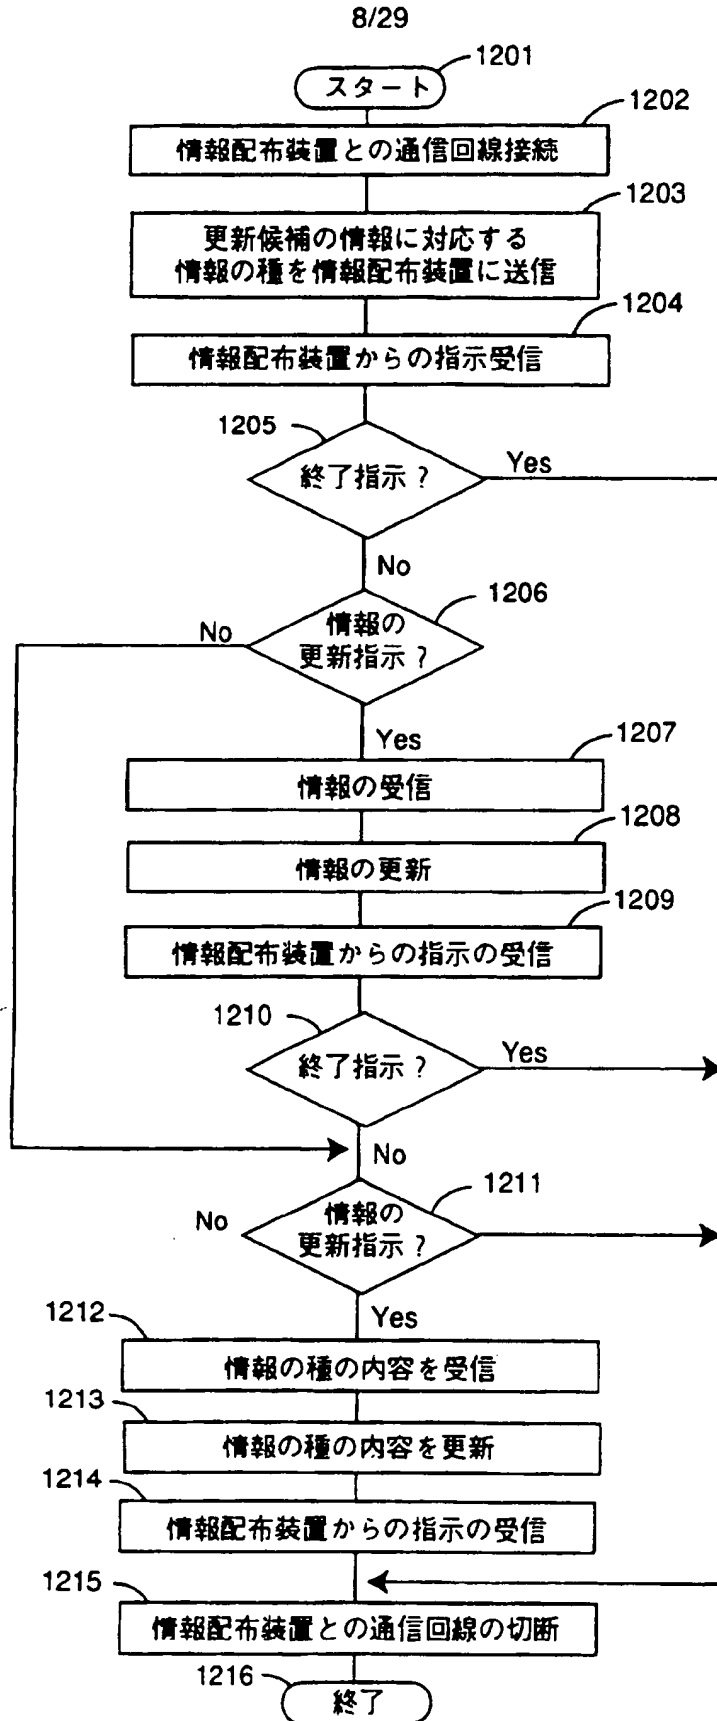 8/29
1201
スタート
1202
情報配布装置との通信回線接続
1203
更新候補の情報に対応する
情報の種を情報配布装置に送信
1204
情報配布装置からの指示受信
1205
終了指示?
Yes
No
1206
情報の
更新指示?
No
Yes
1207
情報の受信
1208
情報の更新
1209
情報配布装置からの指示の受信
1210
終了指示?
Yes
No
1211
情報の
更新指示?
No
Yes
1212
情報の種の内容を受信
1213
情報の種の内容を更新
1214
情報配布装置からの指示の受信
1215
情報配布装置との通信回線の切断
1216
終了